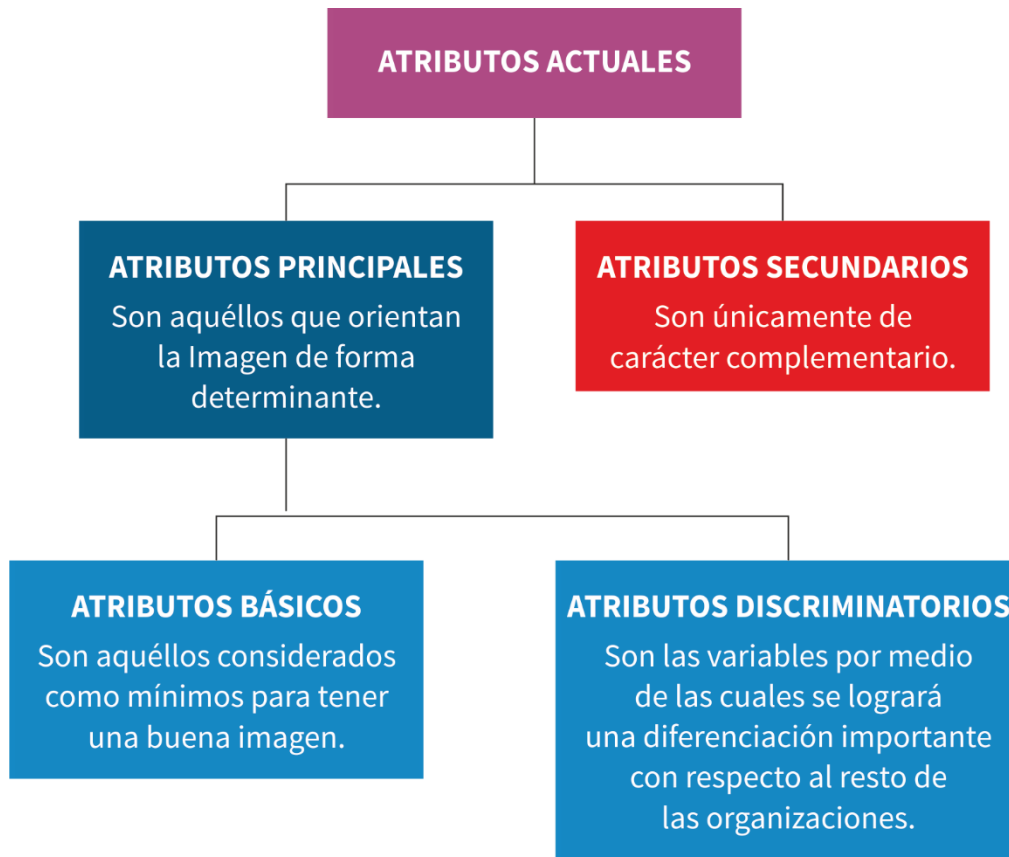 ATRIBUTOS ACTUALES
ATRIBUTOS PRINCIPALES
Son aquéllos que orientan
la Imagen de forma
determinante.
ATRIBUTOS SECUNDARIOS
Son únicamente de
carácter complementario.
ATRIBUTOS BÁSICOS
Son aquéllos considerados
como mínimos para tener
una buena imagen.
ATRIBUTOS DISCRIMINATORIOS
Son las variables por medio
de las cuales se logrará
una diferenciación importante
con respecto al resto de
las organizaciones.